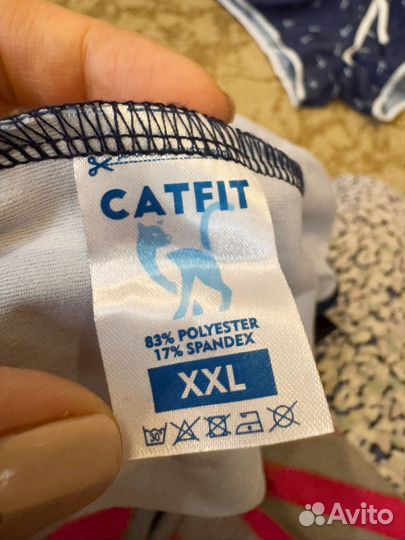 CATFIT
83% POLYESTER
17% SPANDEX
XXL
30
Avito